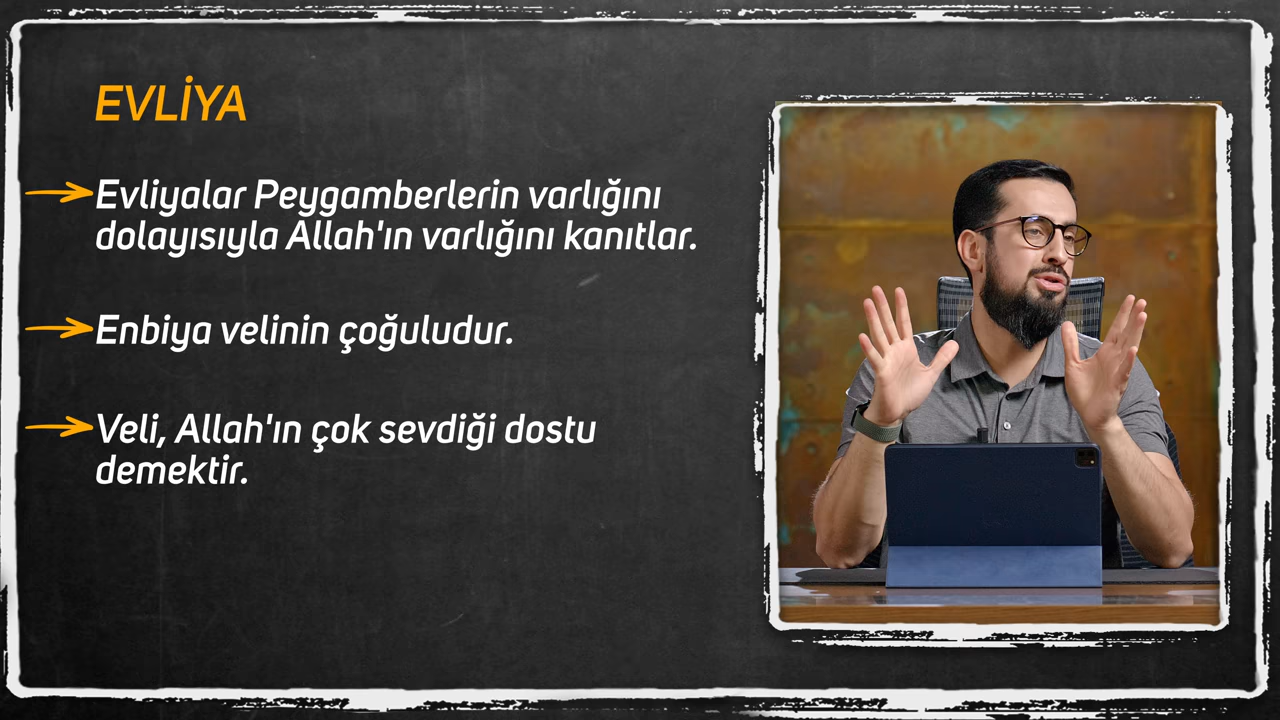 EVLİYA
Evliyalar Peygamberlerin varlığını
dolayısıyla Allah'ın varlığını kanıtlar.
Enbiya velinin çoğuludur.
Veli, Allah'ın çok sevdiği dostu
demektir.